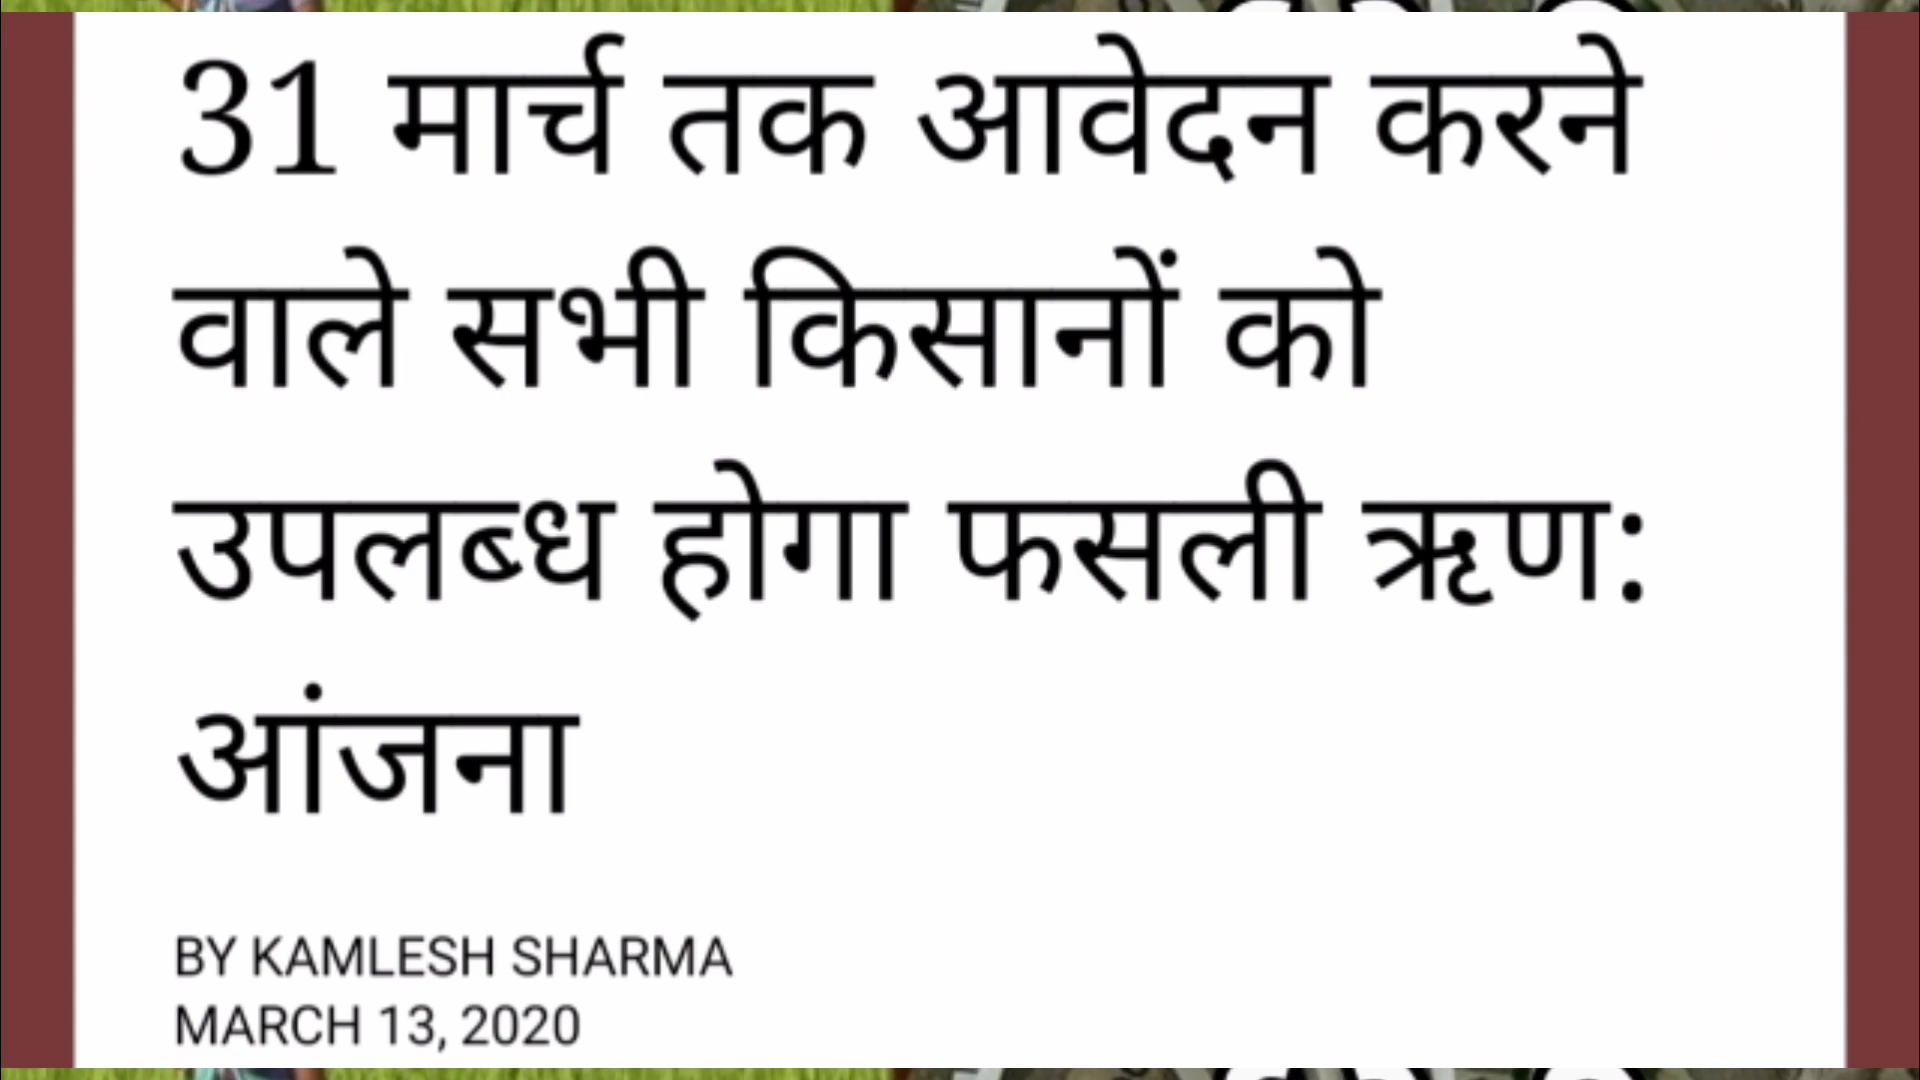 31 मार्च तक आवेदन करने
वाले सभी किसानों को
उपलब्ध होगा फसली ऋण:
आंजना
BY KAMLESH SHARMA
MARCH 13, 2020